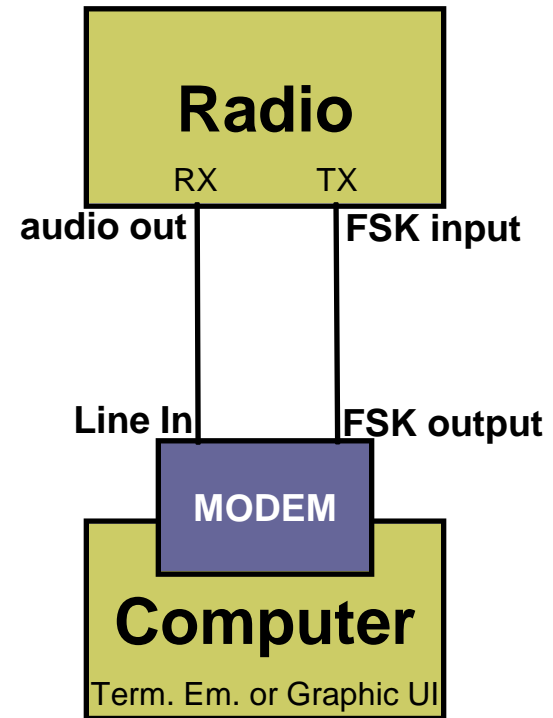 Radio
RX TX
audio out FSK input
Line In FSK output
MODEM
Computer
Term. Em. or Graphic UI